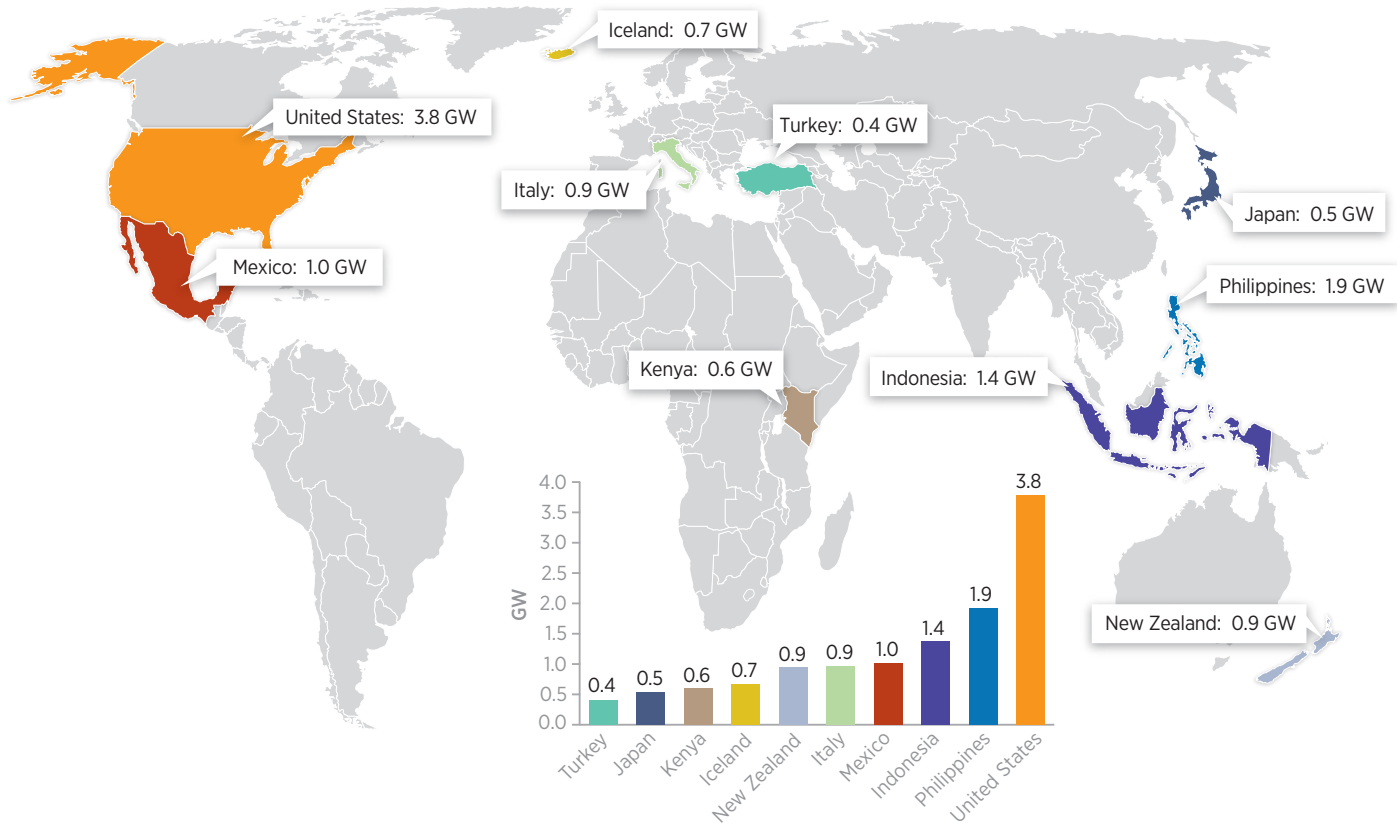 Iceland: 0.7 GW
United States: 3.8 GW
Turkey: 0.4 GW
Italy: 0.9 GW
Japan: 0.5 GW
Mexico: 1.0 GW
Philippines: 1.9 GW
Kenya: 0.6 GW
Indonesia: 1.4 GW
New Zealand: 0.9 GW
GW
4.0
3.5
3.0
2.5
2.0
1.5
1.0
0.5
0.0
0.4
0.5
0.6
0.7
0.9
0.9
1.0
1.4
1.9
3.8
Turkey
Japan
Kenya
Iceland
New Zealand
Italy
Mexico
Indonesia
Philippines
United States